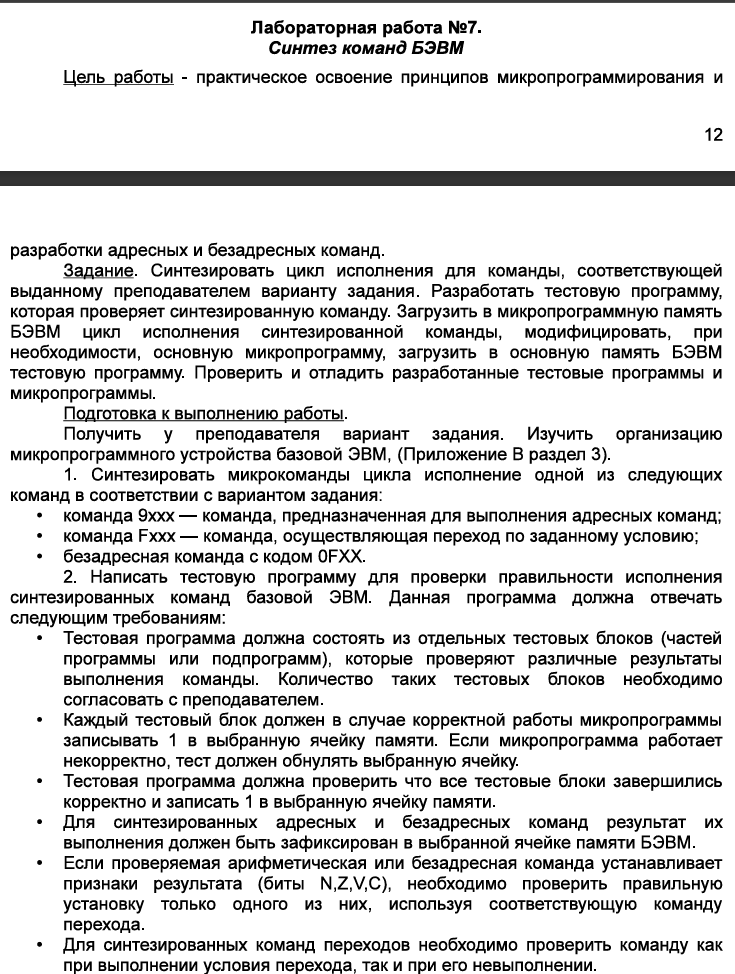 Лабораторная работа №7.
Синтез команд БЭВМ
Цель работы - практическое освоение принципов микропрограммирования и
12
разработки адресных и безадресных команд.
Задание. Синтезировать цикл исполнения для команды, соответствующей
выданному преподавателем варианту задания. Разработать тестовую программу,
которая проверяет синтезированную команду. Загрузить в микропрограммную память
БЭВМ цикл исполнения синтезированной команды, модифицировать, при
необходимости, основную микропрограмму, загрузить в основную память БЭВМ
тестовую программу. Проверить и отладить разработанные тестовые программы и
микропрограммы.
Подготовка к выполнению работы.
Получить у преподавателя вариант задания. Изучить организацию
микропрограммного устройства базовой ЭВМ, (Приложение В раздел 3).
1. Синтезировать микрокоманды цикла исполнение одной из следующих
команд в соответствии с вариантом задания:
• команда 9xxx — команда, предназначенная для выполнения адресных команд;
• команда Fxxx — команда, осуществляющая переход по заданному условию;
• безадресная команда с кодом 0FXX.
2. Написать тестовую программу для проверки правильности исполнения
синтезированных команд базовой ЭВМ. Данная программа должна отвечать
следующим требованиям:
• Тестовая программа должна состоять из отдельных тестовых блоков (частей
программы или подпрограмм), которые проверяют различные результаты
выполнения команды. Количество таких тестовых блоков необходимо
согласовать с преподавателем.
• Каждый тестовый блок должен в случае корректной работы микропрограммы
записывать 1 в выбранную ячейку памяти. Если микропрограмма работает
некорректно, тест должен обнулять выбранную ячейку.
• Тестовая программа должна проверить что все тестовые блоки завершились
корректно и записать 1 в выбранную ячейку памяти.
• Для синтезированных адресных и безадресных команд результат их
выполнения должен быть зафиксирован в выбранной ячейке памяти БЭВМ.
• Если проверяемая арифметическая или безадресная команда устанавливает
признаки результата (биты N,Z,V,C), необходимо проверить правильную
установку только одного из них, используя соответствующую команду
перехода.
• Для синтезированных команд переходов необходимо проверить команду как
при выполнении условия перехода, так и при его невыполнении.